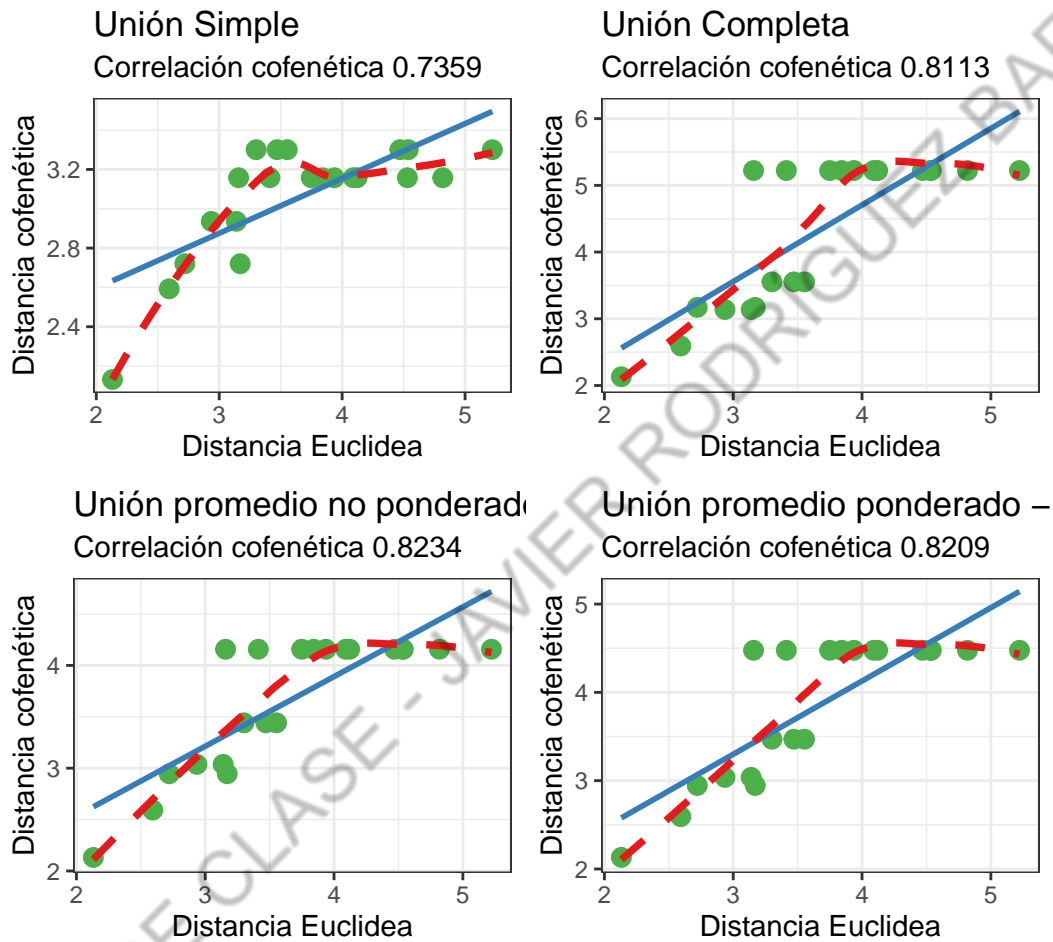 Unión Simple
Correlación cofenética 0.7359
Distancia cofenética
3.2
2.8
2.4
2 3 4 5
Distancia Euclidea
Unión Completa
Correlación cofenética 0.8113
Distancia cofenética
6
5
4
3
2
2 3 4 5
Distancia Euclidea
Unión promedio no ponderado
Correlación cofenética 0.8234
Distancia cofenética
4
3
2
2 3 4 5
Distancia Euclidea
Unión promedio ponderado –
Correlación cofenética 0.8209
Distancia cofenética
5
4
3
2
2 3 4 5
Distancia Euclidea
CLASE - JAVIER RODRIGUEZ